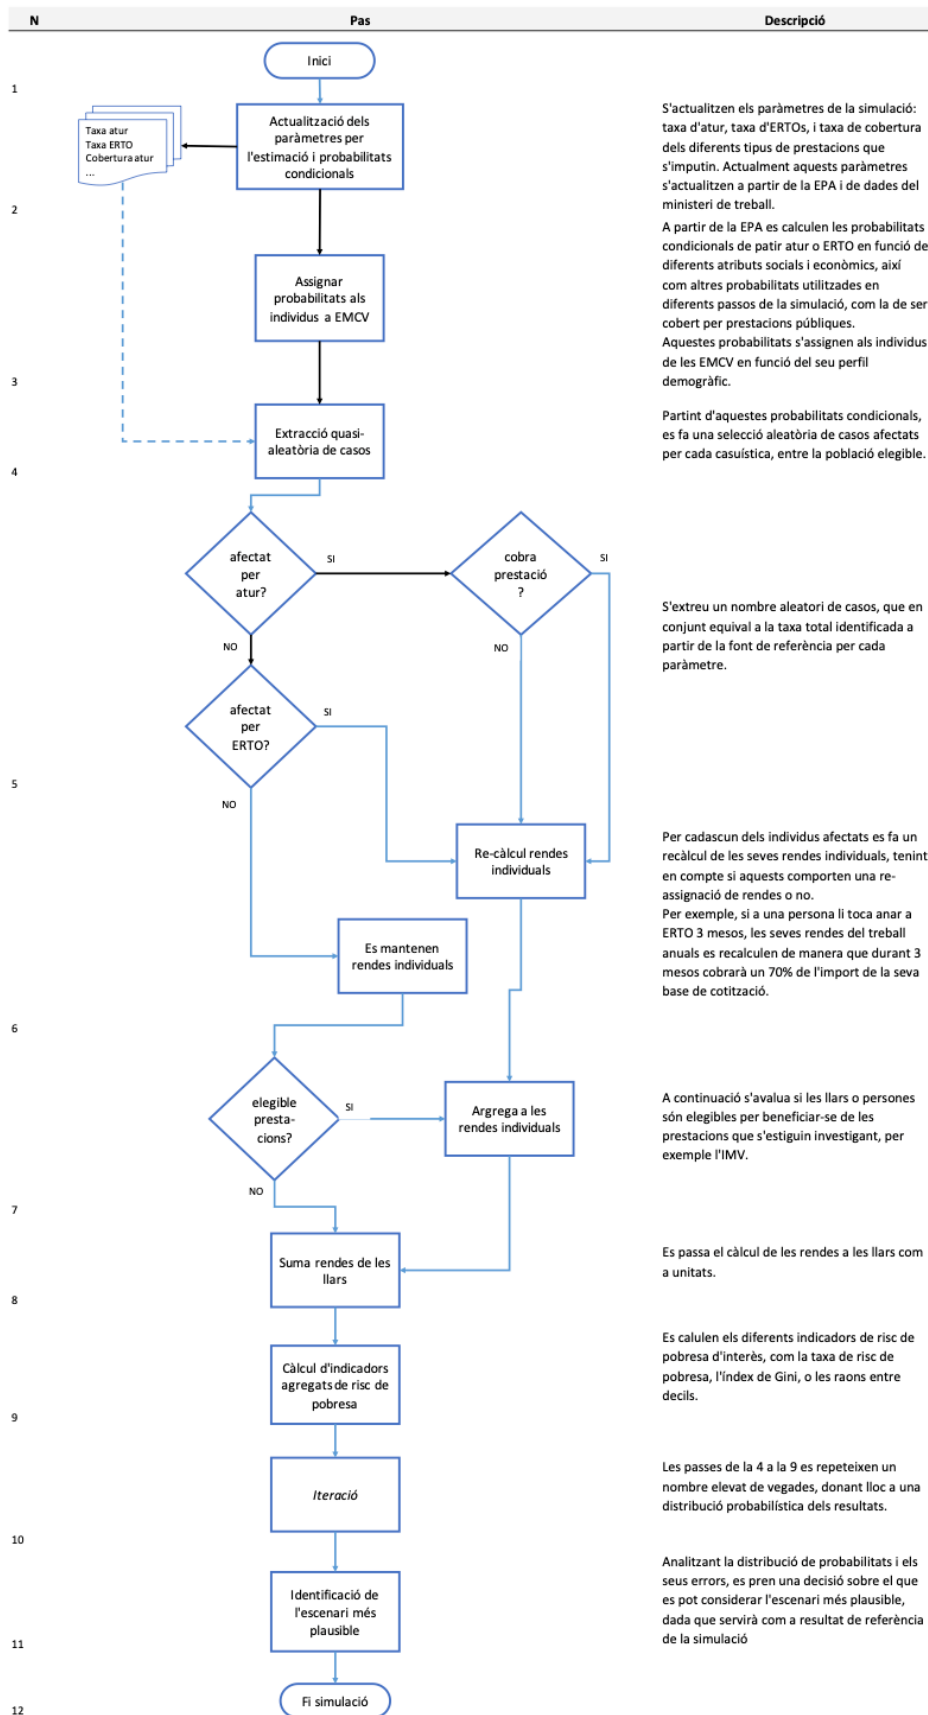 N Pas Descripció
Inici
1
Taxa atur
Taxa ERTO
Cobertura atur
...
Actualització dels
paràmetres per
l'estimació i probabilitats
condicionals
S'actualitzen els paràmetres de la simulació:
taxa d'atur, taxa d'ERTOs, i taxa de cobertura
dels diferents tipus de prestacions que
s'imputin. Actualment aquests paràmetres
s'actualitzen a partir de la EPA i de dades del
ministeri de treball.
2
Assignar
probabilitats als
individus a EMCV
A partir de la EPA es calculen les probabilitats
condicionals de patir atur o ERTO en funció de
diferents atributs socials i econòmics, així
com altres probabilitats utilitzades en
diferents passos de la simulació, com la de ser
cobert per prestacions públiques.
Aquestes probabilitats s'assignen als individus
de les EMCV en funció del seu perfil
demogràfic.
3
Extracció quasi-
aleatòria de casos
Partint d'aquestes probabilitats condicionals,
es fa una selecció aleatòria de casos afectats
per cada casuística, entre la població elegible.
4
afectat
per
atur?
SI
NO
cobra
prestació
?
SI
NO
S'extreu un nombre aleatori de casos, que en
conjunt equival a la taxa total identificada a
partir de la font de referència per cada
paràmetre.
afectat
per
ERTO?
SI
NO
5
Re-càlcul rendes
individuals
Per cadascun dels individus afectats es fa un
recàlcul de les seves rendes individuals, tenint
en compte si aquests comporten una re-
assignació de rendes o no.
Per exemple, si a una persona li toca anar a
ERTO 3 mesos, les seves rendes del treball
anuals es recalculen de manera que durant 3
mesos cobrarà un 70% de l'import de la seva
base de cotització.
Es mantenen
rendes individuals
6
elegible
presta-
cions?
SI
NO
Argrega a les
rendes individuals
A continuació s'avalua si les llars o persones
són elegibles per beneficiar-se de les
prestacions que s'estiguin investigant, per
exemple l'IMV.
7
Suma rendes de les
llars
Es passa el càlcul de les rendes a les llars com
a unitats.
8
Càlcul d'indicadors
agregats de risc de
pobresa
Es calulen els diferents indicadors de risc de
pobresa d'interès, com la taxa de risc de
pobresa, l'índex de Gini, o les raons entre
decils.
9
Iteració
Les passes de la 4 a la 9 es repeteixen un
nombre elevat de vegades, donant lloc a una
distribució probabilística dels resultats.
10
Identificació de
l'escenari més
plausible
Analitzant la distribució de probabilitats i els
seus errors, es pren una decisió sobre el que
es pot considerar l'escenari més plausible,
dada que servirà com a resultat de referència
de la simulació
11
Fi simulació
12